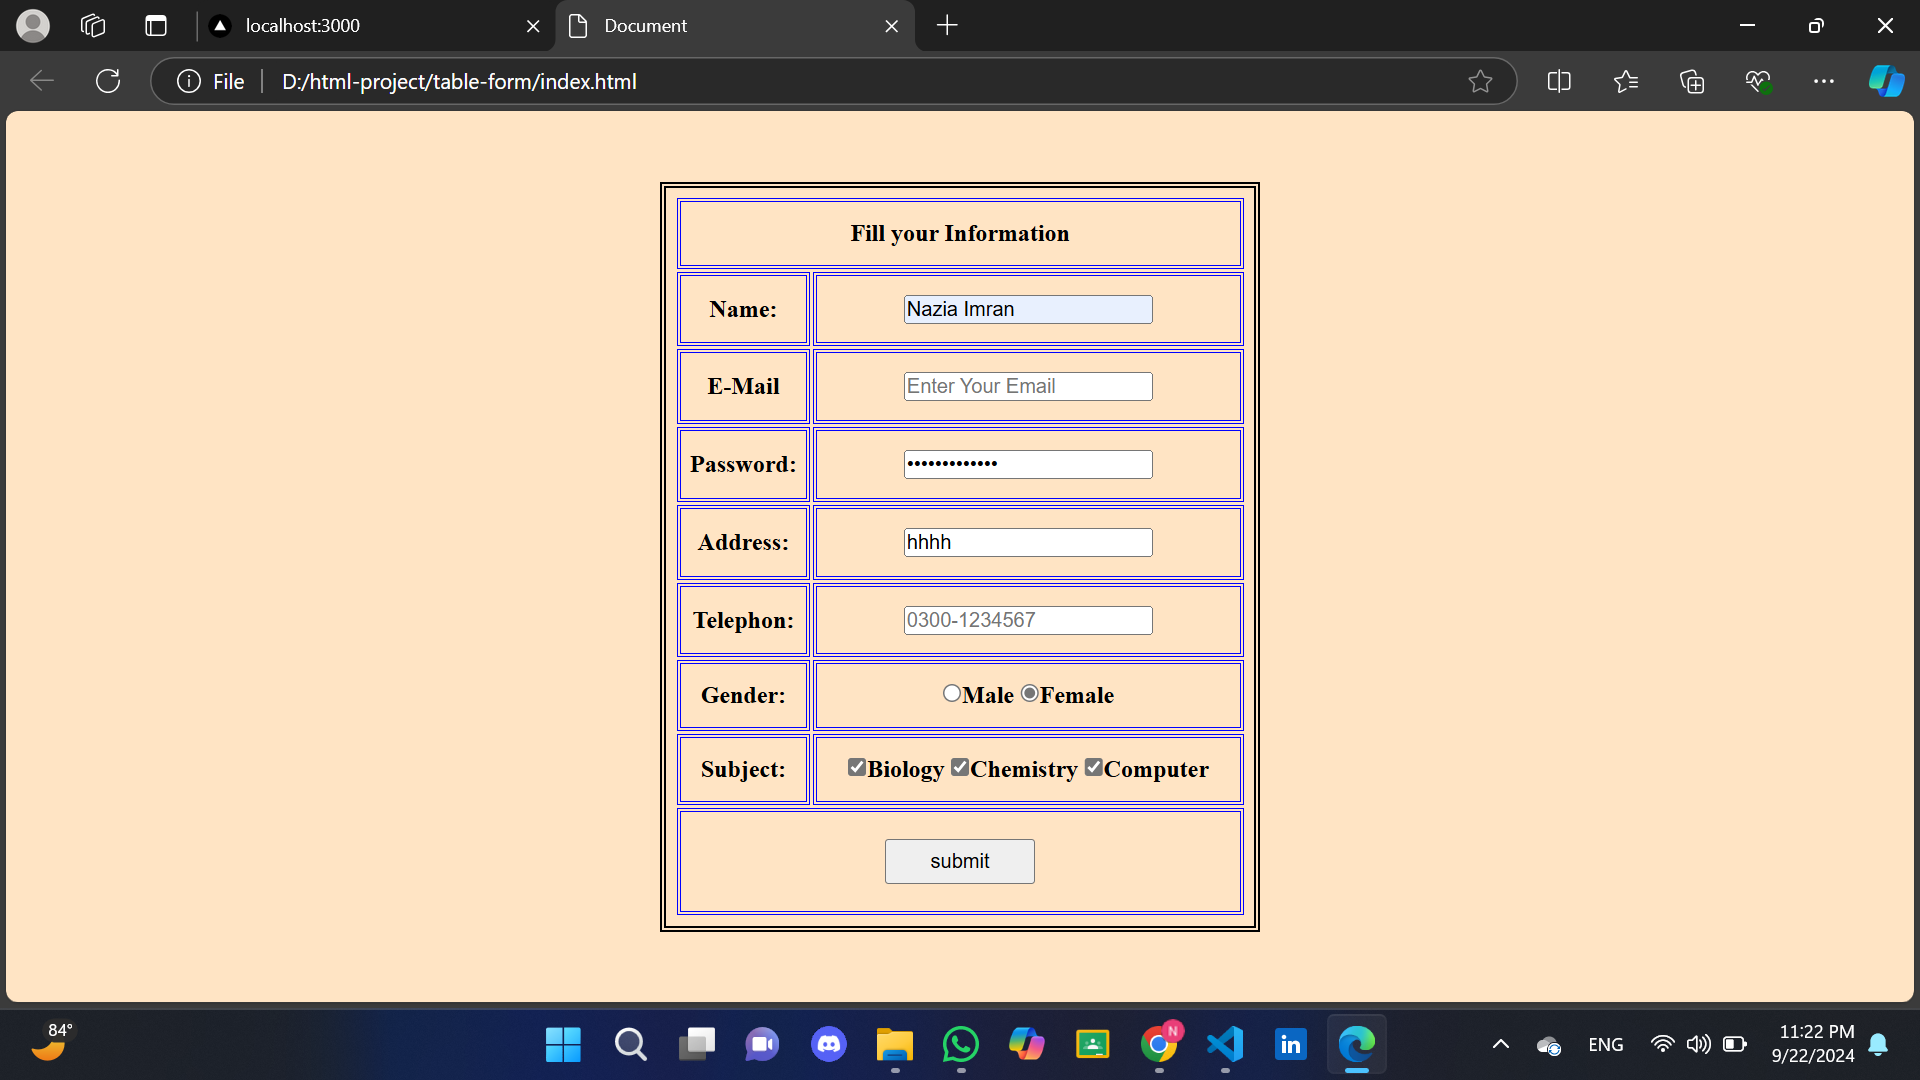 localhost:3000
Document
File
D:/html-project/table-form/index.html
Fill your Information
Name: Nazia Imran
E-Mail Enter Your Email
Password: •••••••••••••
Address: hhhh
Telephon: 0300-1234567
Gender: Male Female
Subject: Biology Chemistry Computer
submit
84°
N
in
ENG
11:22 PM
9/22/2024